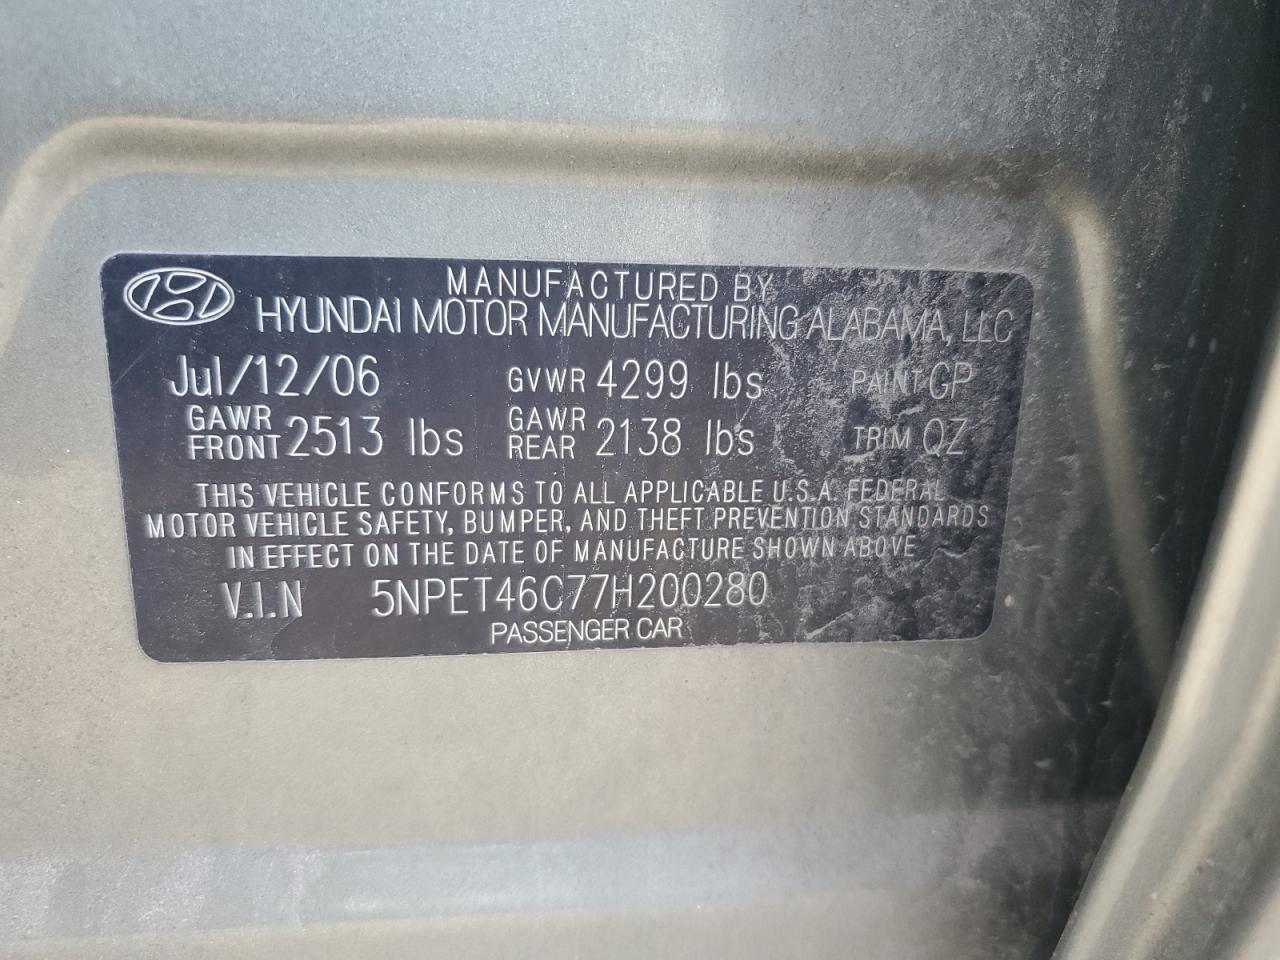 MANUFACTURED BY
HYUNDAI MOTOR MANUFACTURING ALABAMA, LLC
Jul/12/06 GVWR 4299 lbs PAINT GP
GAWR FRONT 2513 lbs GAWR REAR 2138 lbs TRIM QZ
THIS VEHICLE CONFORMS TO ALL APPLICABLE U.S.A. FEDERAL
MOTOR VEHICLE SAFETY, BUMPER, AND THEFT PREVENTION STANDARDS
IN EFFECT ON THE DATE OF MANUFACTURE SHOWN ABOVE
V.I.N 5NPET46C77H200280
PASSENGER CAR